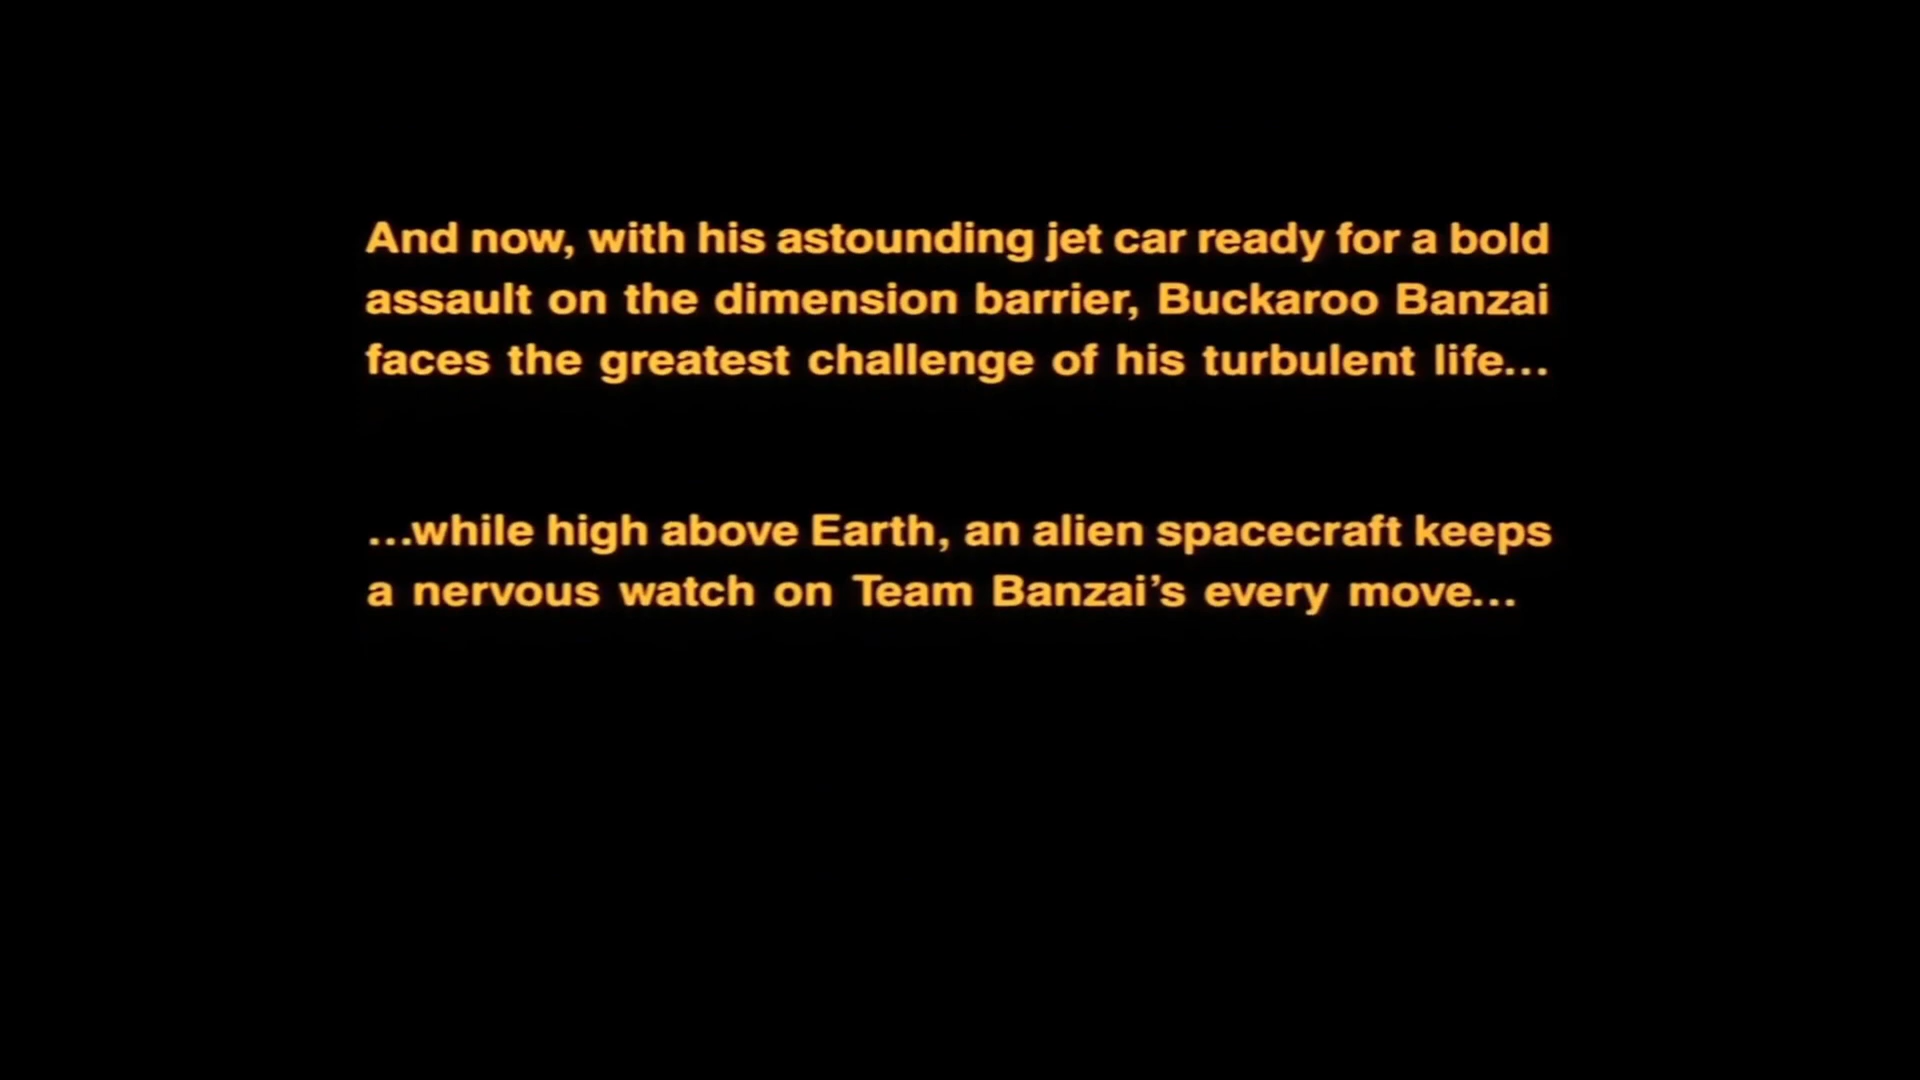 And now, with his astounding jet car ready for a bold
assault on the dimension barrier, Buckaroo Banzai
faces the greatest challenge of his turbulent life...
...while high above Earth, an alien spacecraft keeps
a nervous watch on Team Banzai’s every move...